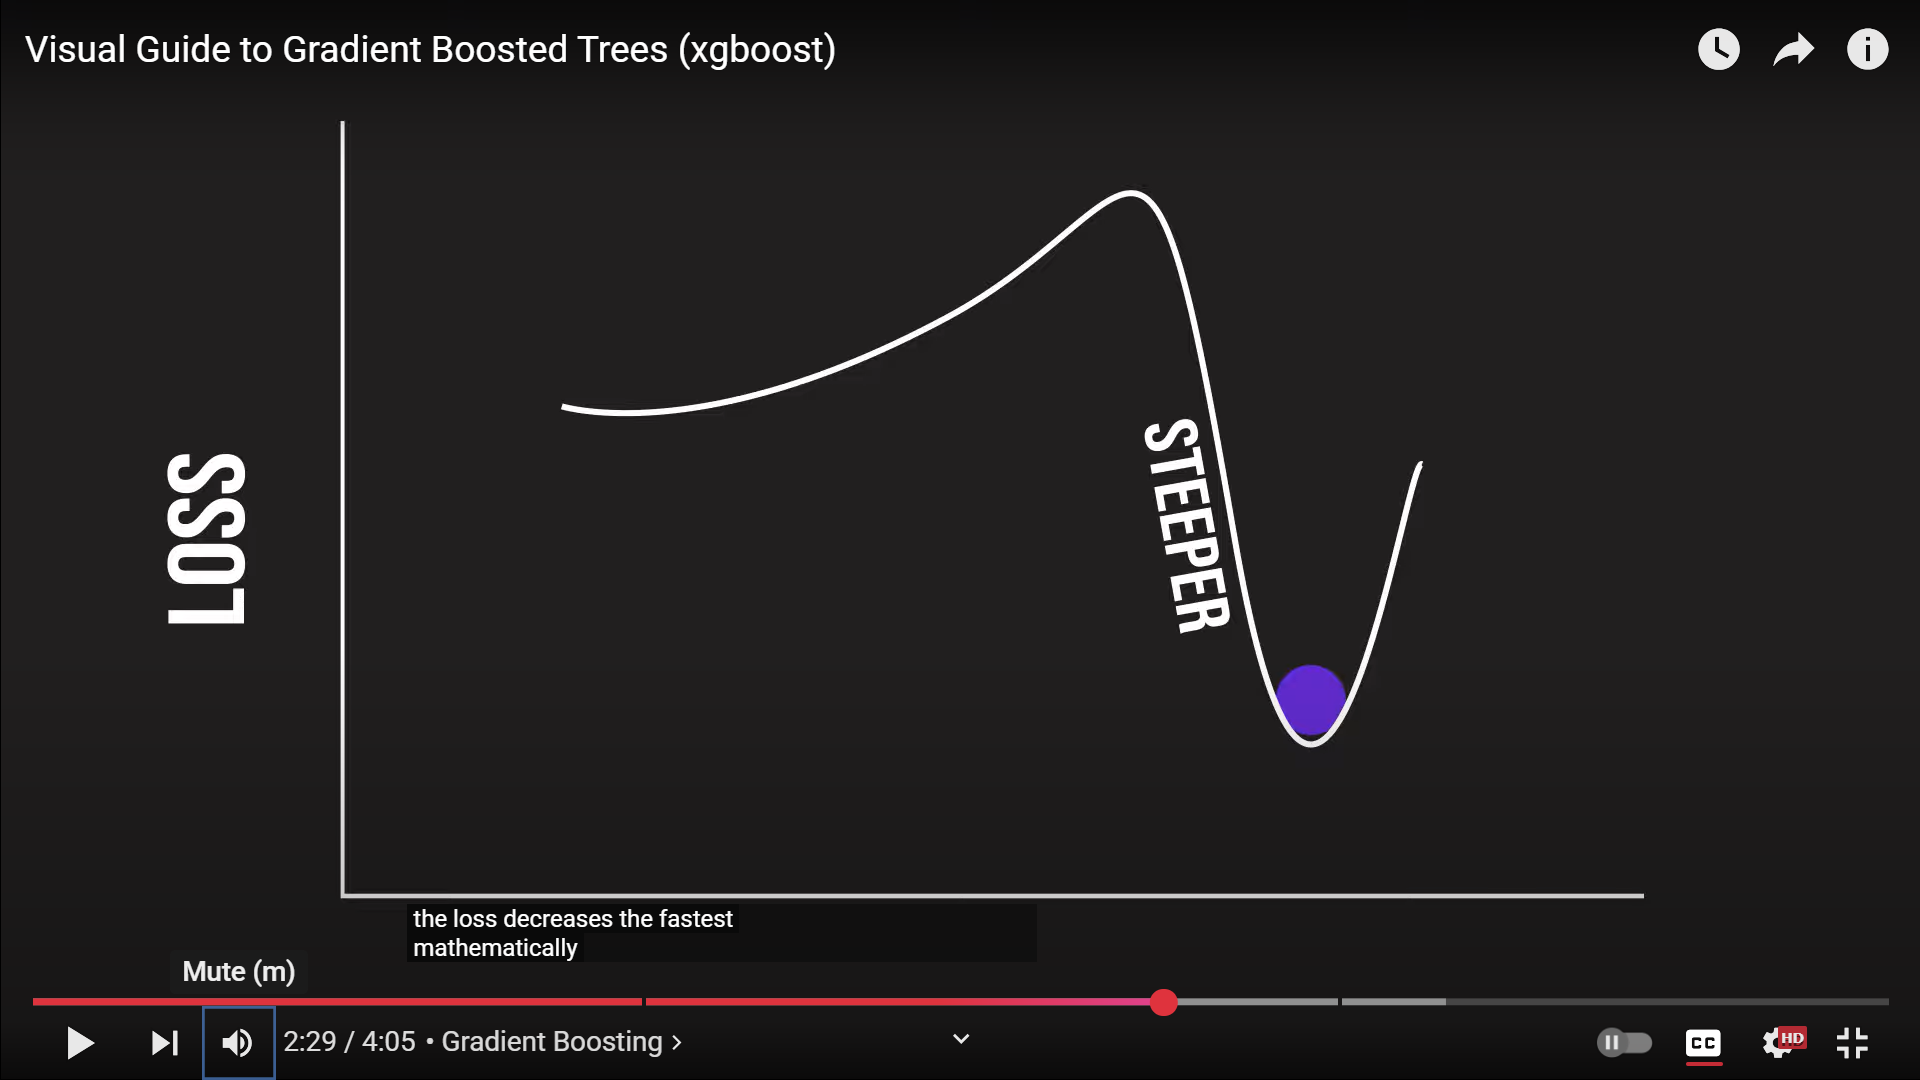 Visual Guide to Gradient Boosted Trees (xgboost)
LOSS
STEEPER
the loss decreases the fastest
mathematically
Mute (m)
2:29 / 4:05 • Gradient Boosting
CC
HD